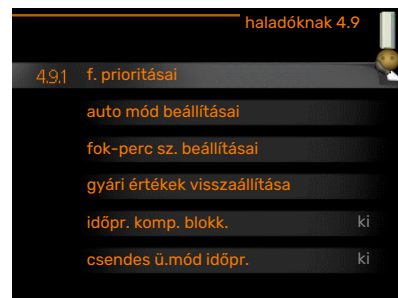 haladóknak 4.9
4.9.1 f. prioritásai
auto mód beállításai
fok-perc sz. beállításai
gyári értékek visszaállítása
időpr. komp. blokk. ki
csendes ü.mód időpr. ki